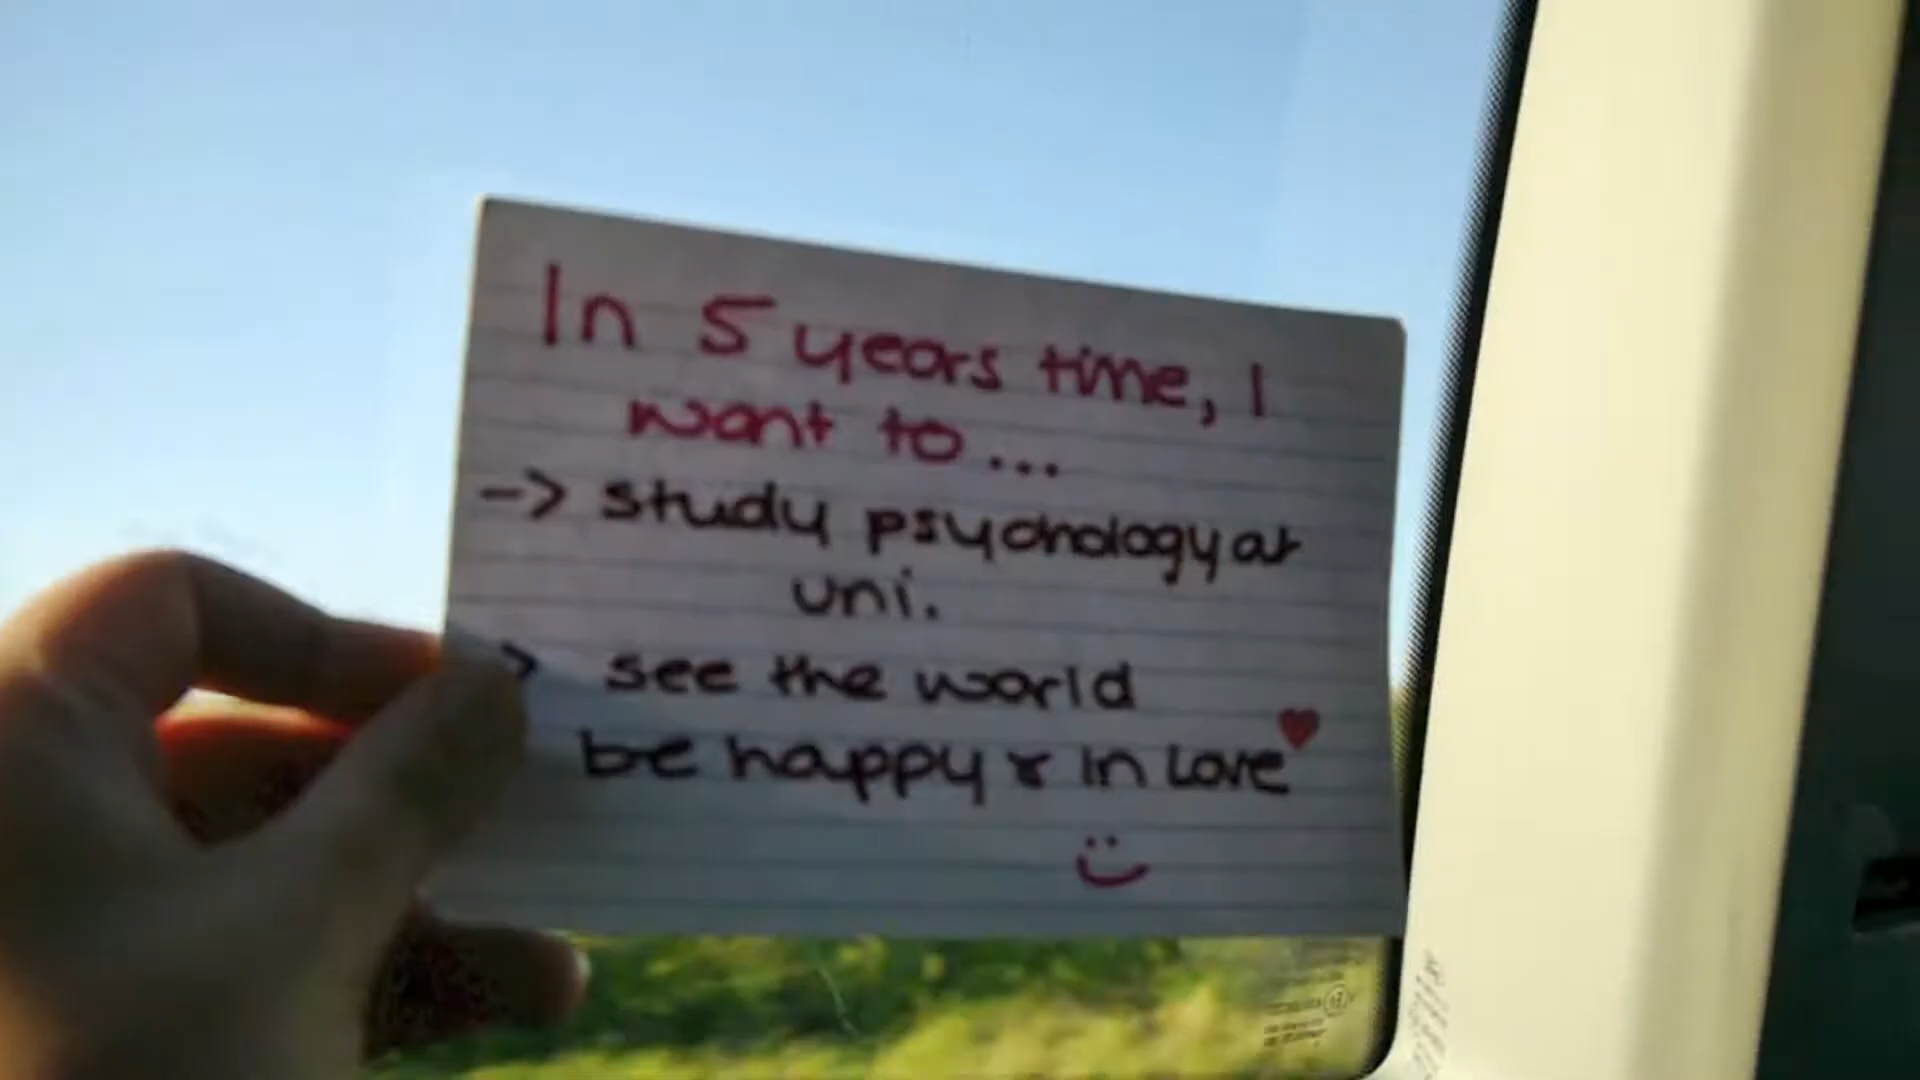 In 5 years time, I
want to...
-> study psychology at
uni.
> see the world
be happy & in love ♥